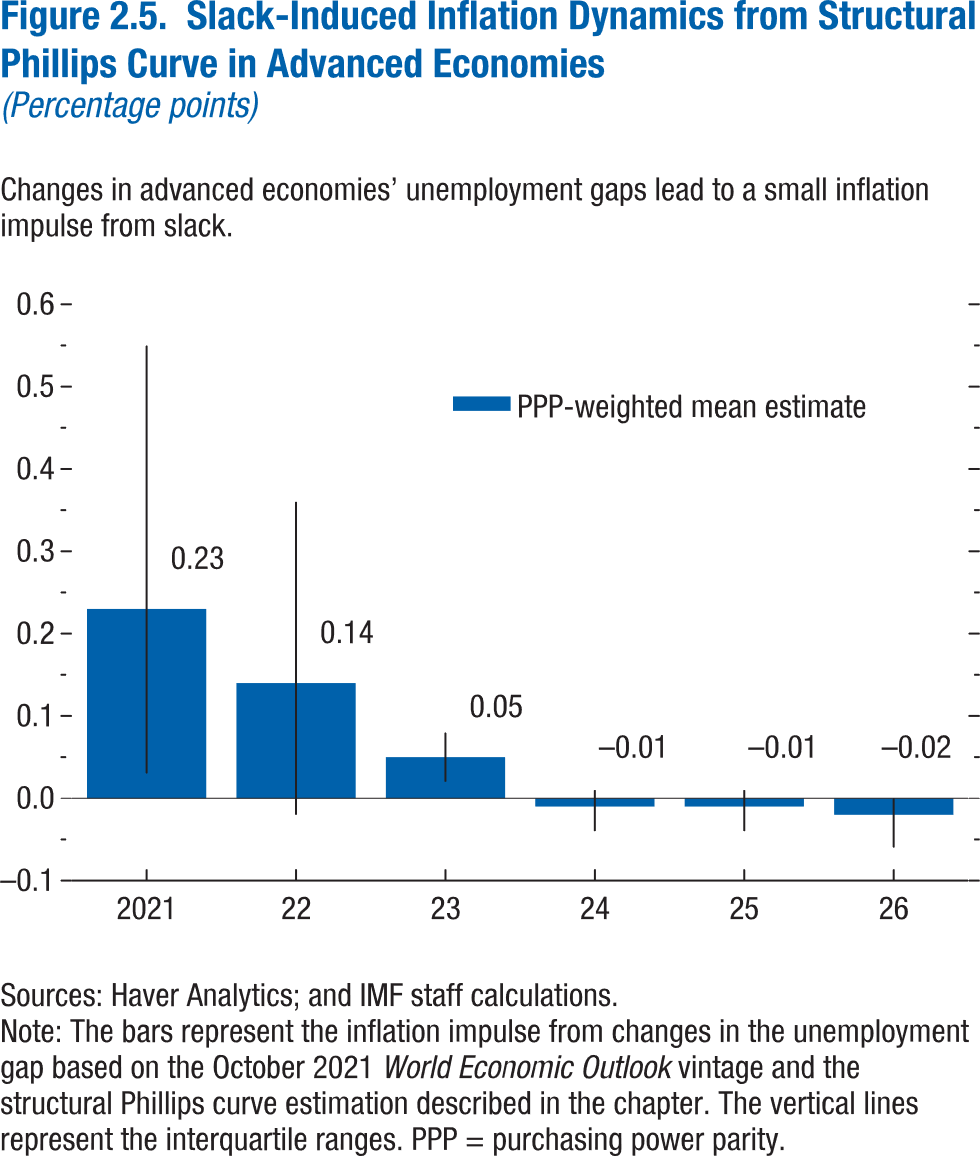 Figure 2.5. Slack-Induced Inflation Dynamics from Structural
Phillips Curve in Advanced Economies
(Percentage points)
Changes in advanced economies’ unemployment gaps lead to a small inflation
impulse from slack.
0.6
0.5
0.4
0.3
0.2
0.1
0.0
–0.1
PPP-weighted mean estimate
0.23
0.14
0.05
–0.01
–0.01
–0.02
2021 22 23 24 25 26
Sources: Haver Analytics; and IMF staff calculations.
Note: The bars represent the inflation impulse from changes in the unemployment
gap based on the October 2021 World Economic Outlook vintage and the
structural Phillips curve estimation described in the chapter. The vertical lines
represent the interquartile ranges. PPP = purchasing power parity.